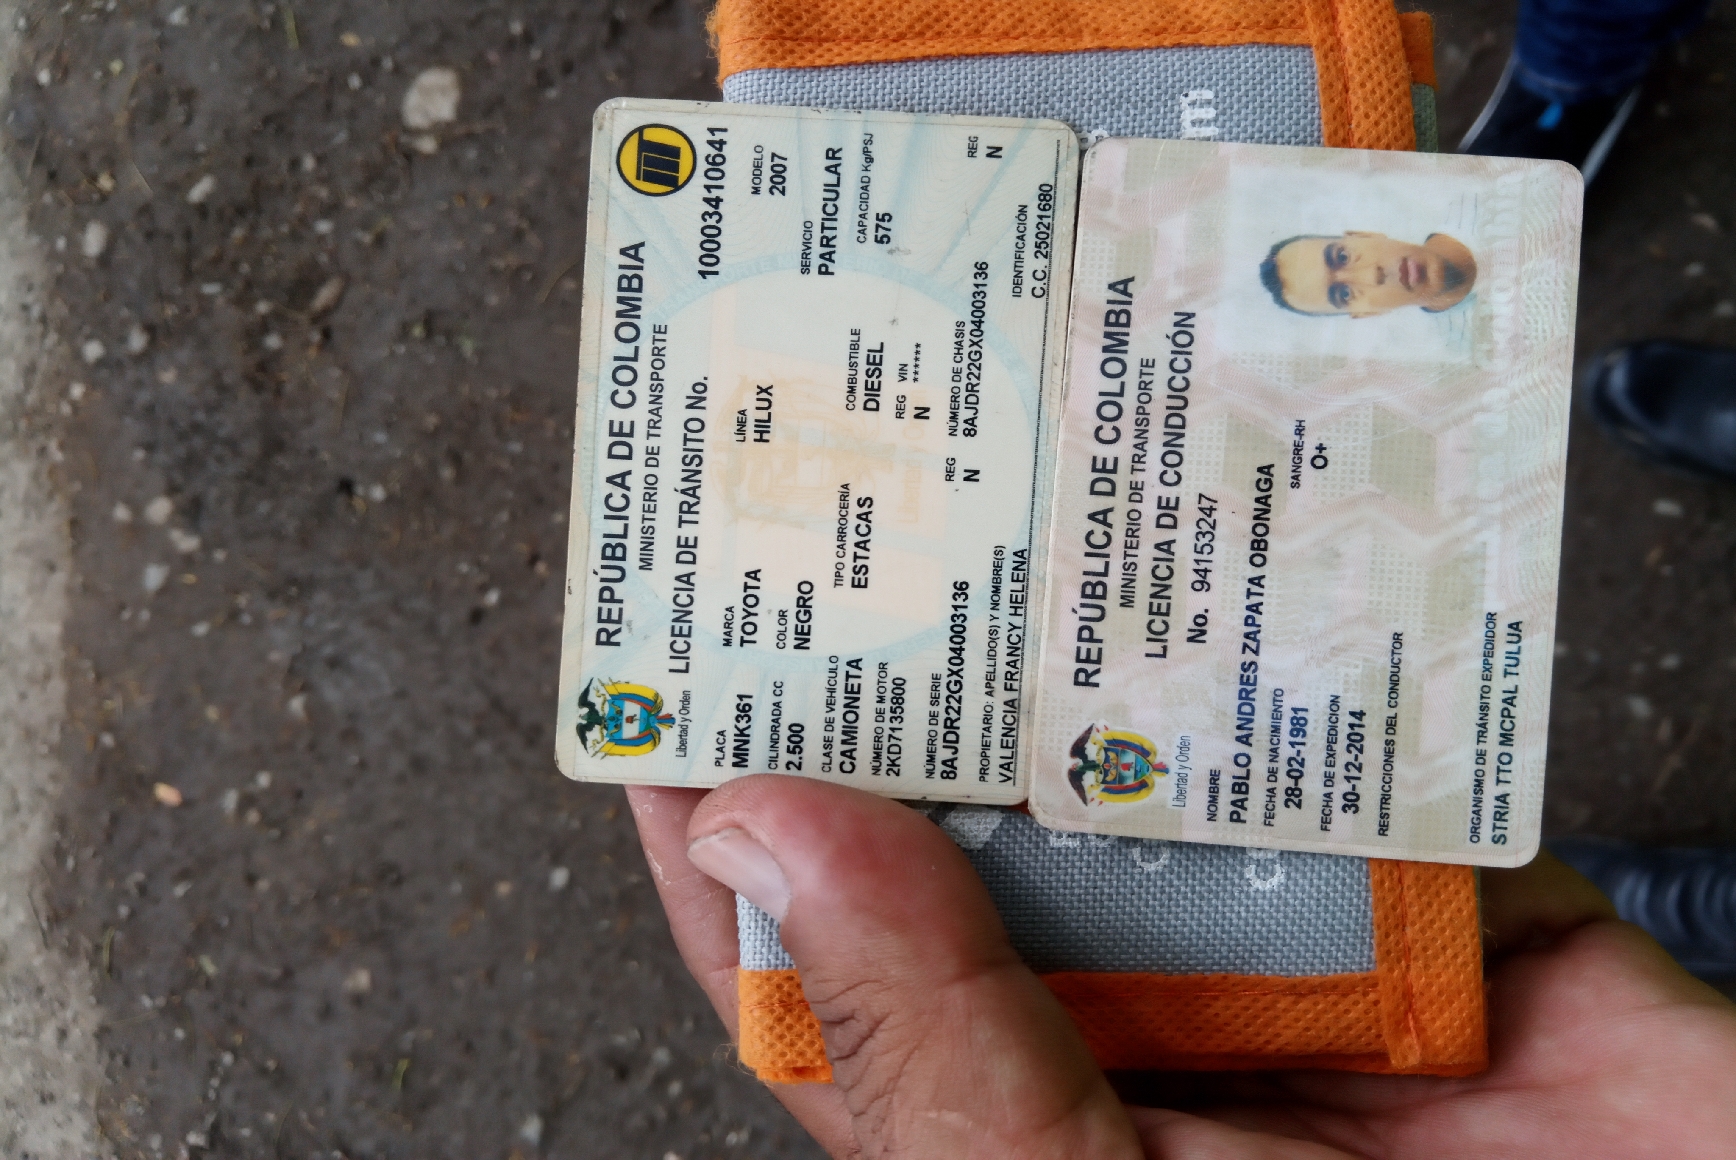 REPÚBLICA DE COLOMBIA
MINISTERIO DE TRANSPORTE
LICENCIA DE TRÁNSITO No. 10003410641
Libertad y Orden
PLACA MARCA LÍNEA MODELO
MNK361 TOYOTA HILUX 2007
CILINDRADA CC COLOR SERVICIO
2.500 NEGRO PARTICULAR
CLASE DE VEHÍCULO TIPO CARROCERÍA COMBUSTIBLE CAPACIDAD Kg/PSJ
CAMIONETA ESTACAS DIESEL 575
NÚMERO DE MOTOR REG VIN
2KD7135800 N ******
NÚMERO DE SERIE REG NÚMERO DE CHASIS REG
8AJDR22GX04003136 N 8AJDR22GX04003136 N
PROPIETARIO: APELLIDO(S) Y NOMBRE(S) IDENTIFICACIÓN
VALENCIA FRANCY HELENA C.C. 25021680
REPÚBLICA DE COLOMBIA
MINISTERIO DE TRANSPORTE
LICENCIA DE CONDUCCIÓN
Libertad y Orden
No. 94153247
NOMBRE
PABLO ANDRES ZAPATA OBONAGA
FECHA DE NACIMIENTO SANGRE-RH
28-02-1981 O+
FECHA DE EXPEDICION
30-12-2014
RESTRICCIONES DEL CONDUCTOR
ORGANISMO DE TRÁNSITO EXPEDIDOR
STRIA TTO MCPAL TULUA